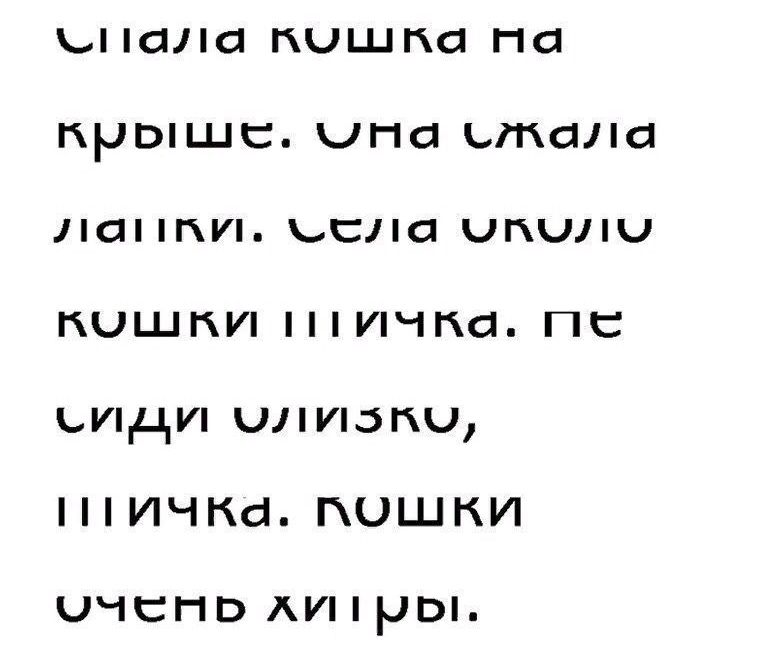 Спала кошка на
крыше. Она сжала
лапки. Села около
кошки птичка. Не
сиди близко,
птичка. Кошки
очень хитры.